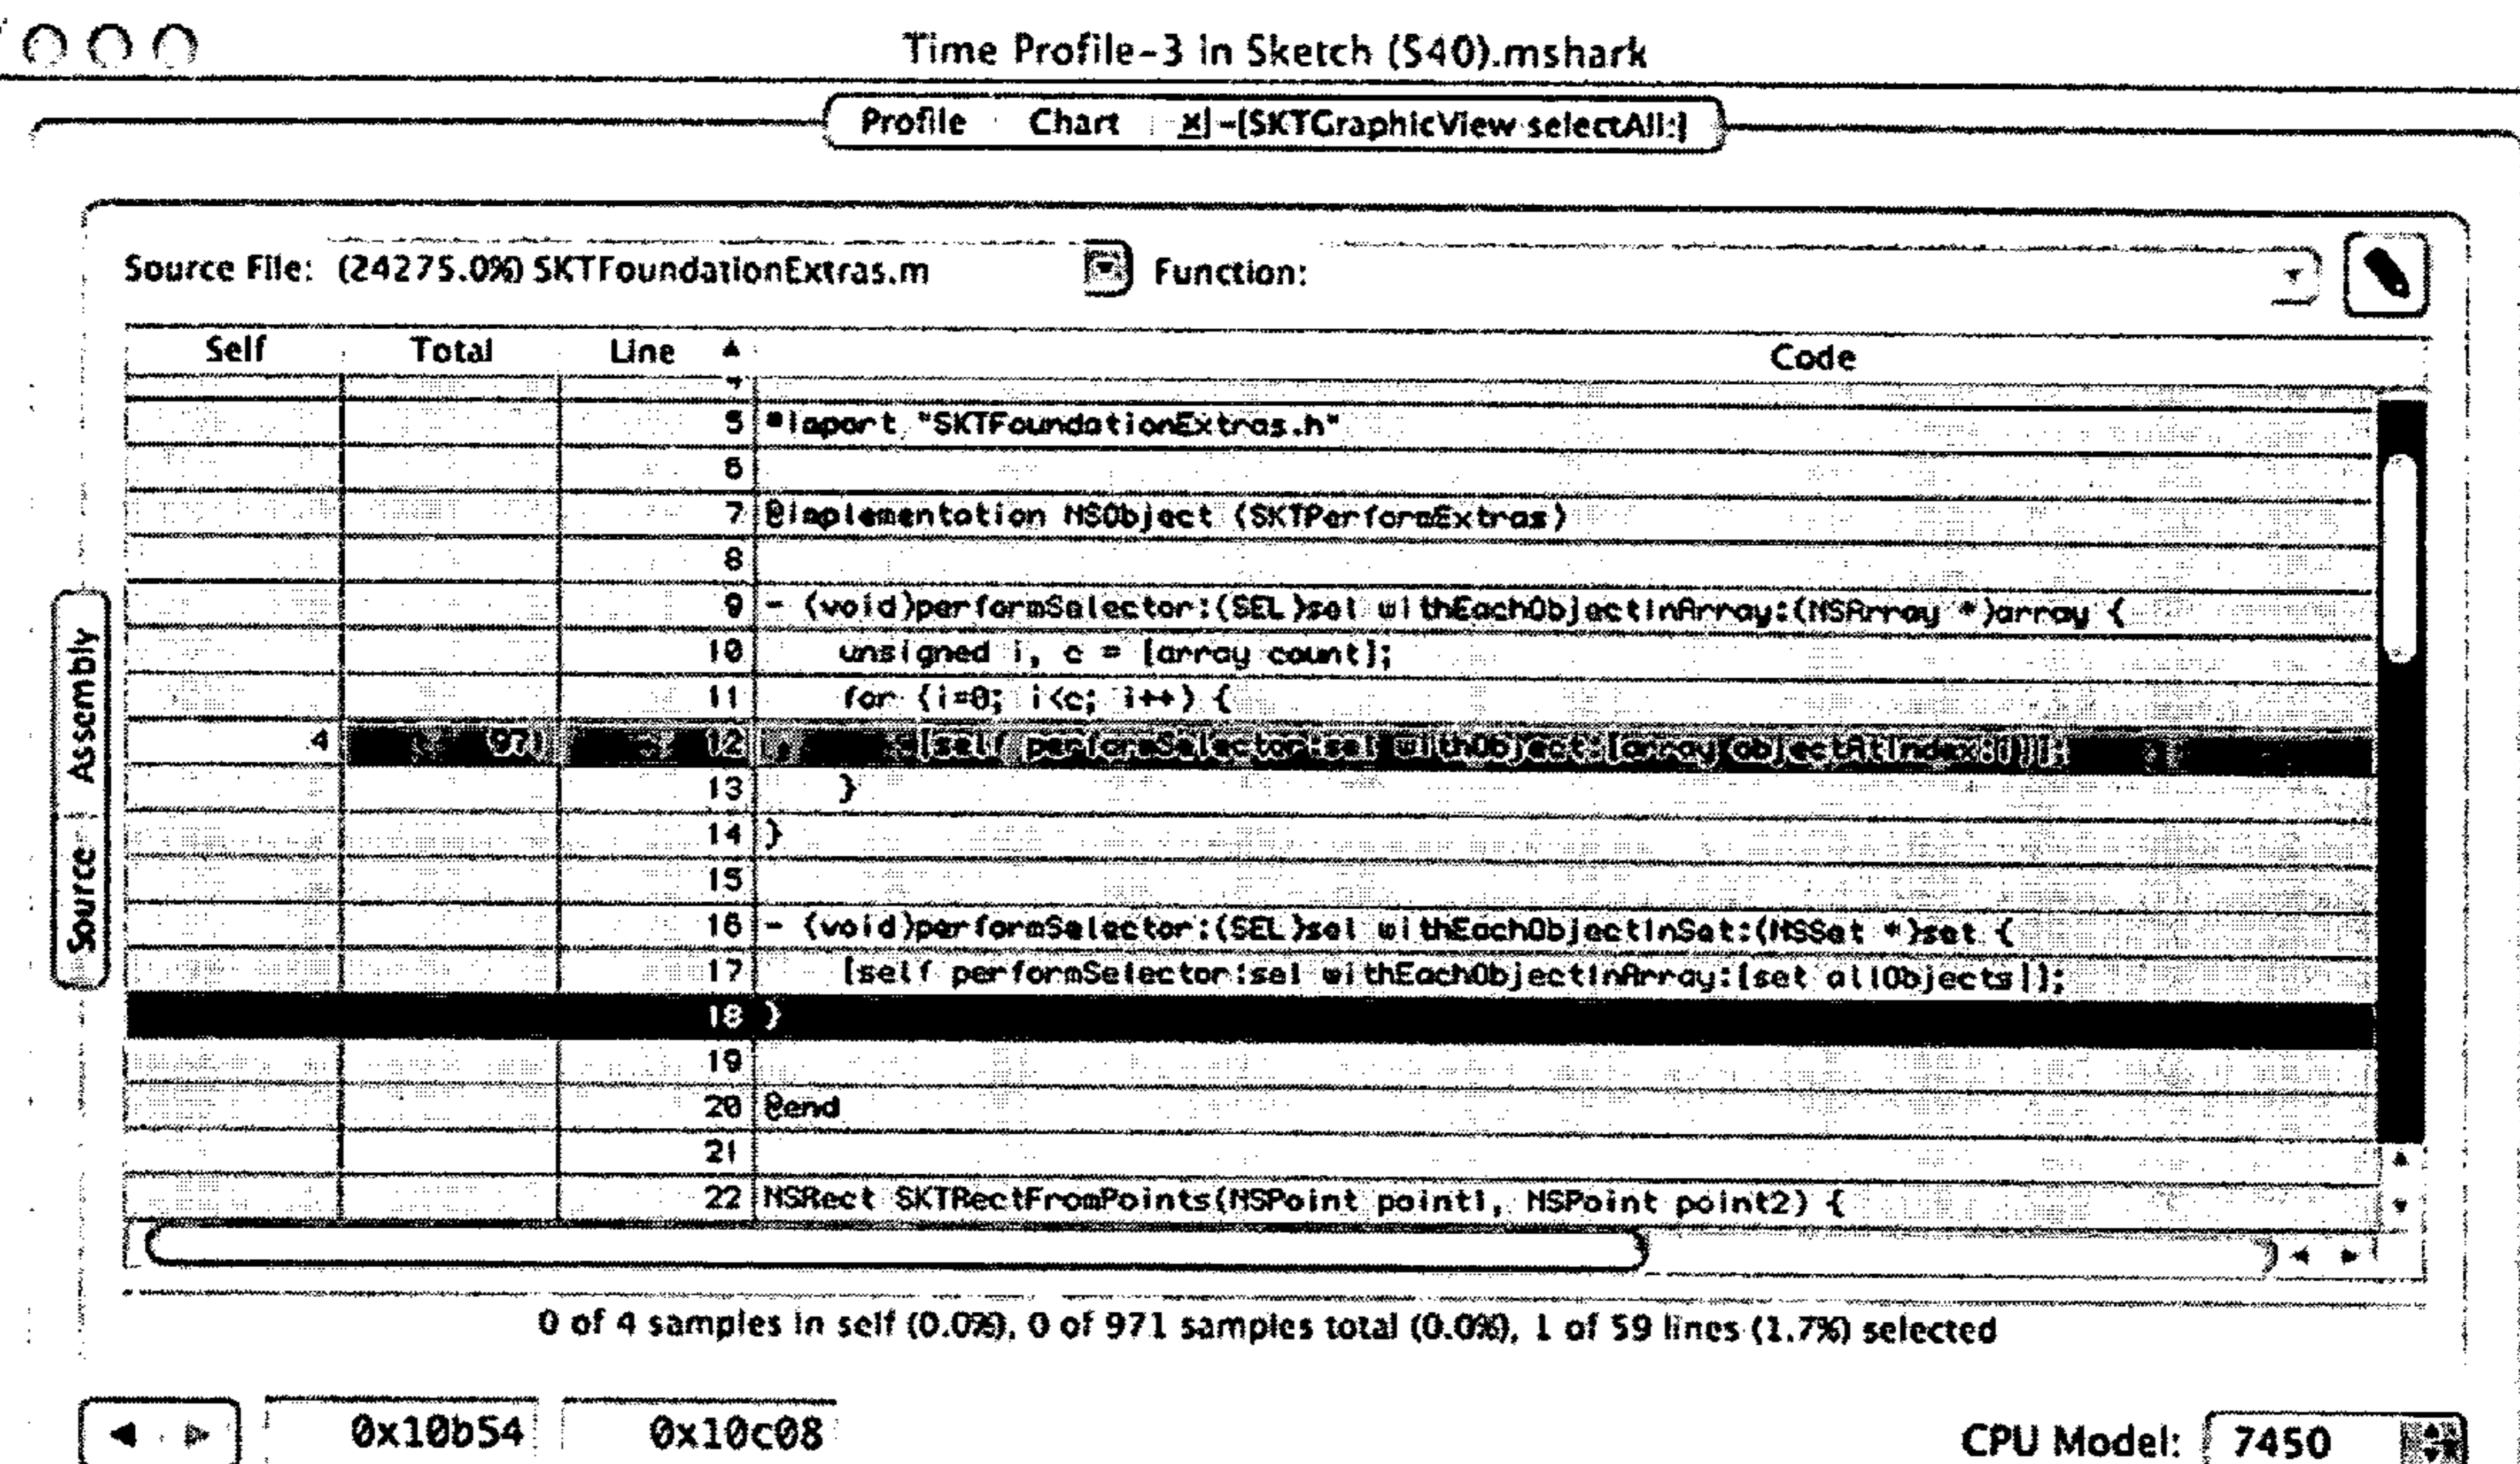 Time Profile-3 in Sketch (540).mshark
Profile Chart -[SKTGraphicView selectAll:]
Source File: (24275.0%) SKTFoundationExtras.m Function:
Self Total Line Code
5 #import "SKTFoundationExtras.h"
6
7 @implementation NSObject (SKTPerformExtras)
8
9 - (void)performSelector:(SEL)sel withEachObjectInArray:(NSArray *)array {
10 unsigned i, c = [array count];
11 for (i=0; i<c; i++) {
4 971 12 [self performSelector:sel withObject:[array objectAtIndex:i]];
13 }
14 }
15
16 - (void)performSelector:(SEL)sel withEachObjectInSet:(NSSet *)set {
17 [self performSelector:sel withEachObjectInArray:[set allObjects]];
18 }
19
20 @end
21
22 NSRect SKTRectFromPoints(NSPoint point1, NSPoint point2) {
Source Assembly
0 of 4 samples in self (0.0%), 0 of 971 samples total (0.0%), 1 of 59 lines (1.7%) selected
0x10b54 0x10c08 CPU Model: 7450